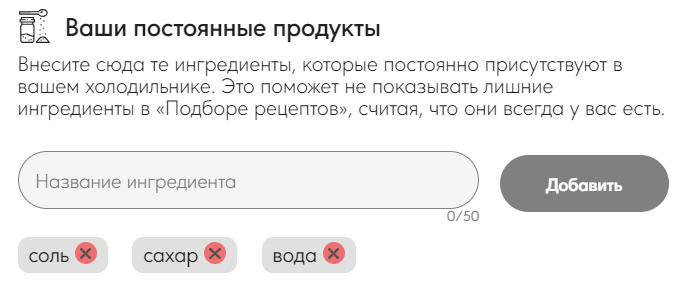 Ваши постоянные продукты
Внесите сюда те ингредиенты, которые постоянно присутствуют в
вашем холодильнике. Это поможет не показывать лишние
ингредиенты в «Подборе рецептов», считая, что они всегда у вас есть.
Название ингредиента
Добавить
0/50
соль сахар вода